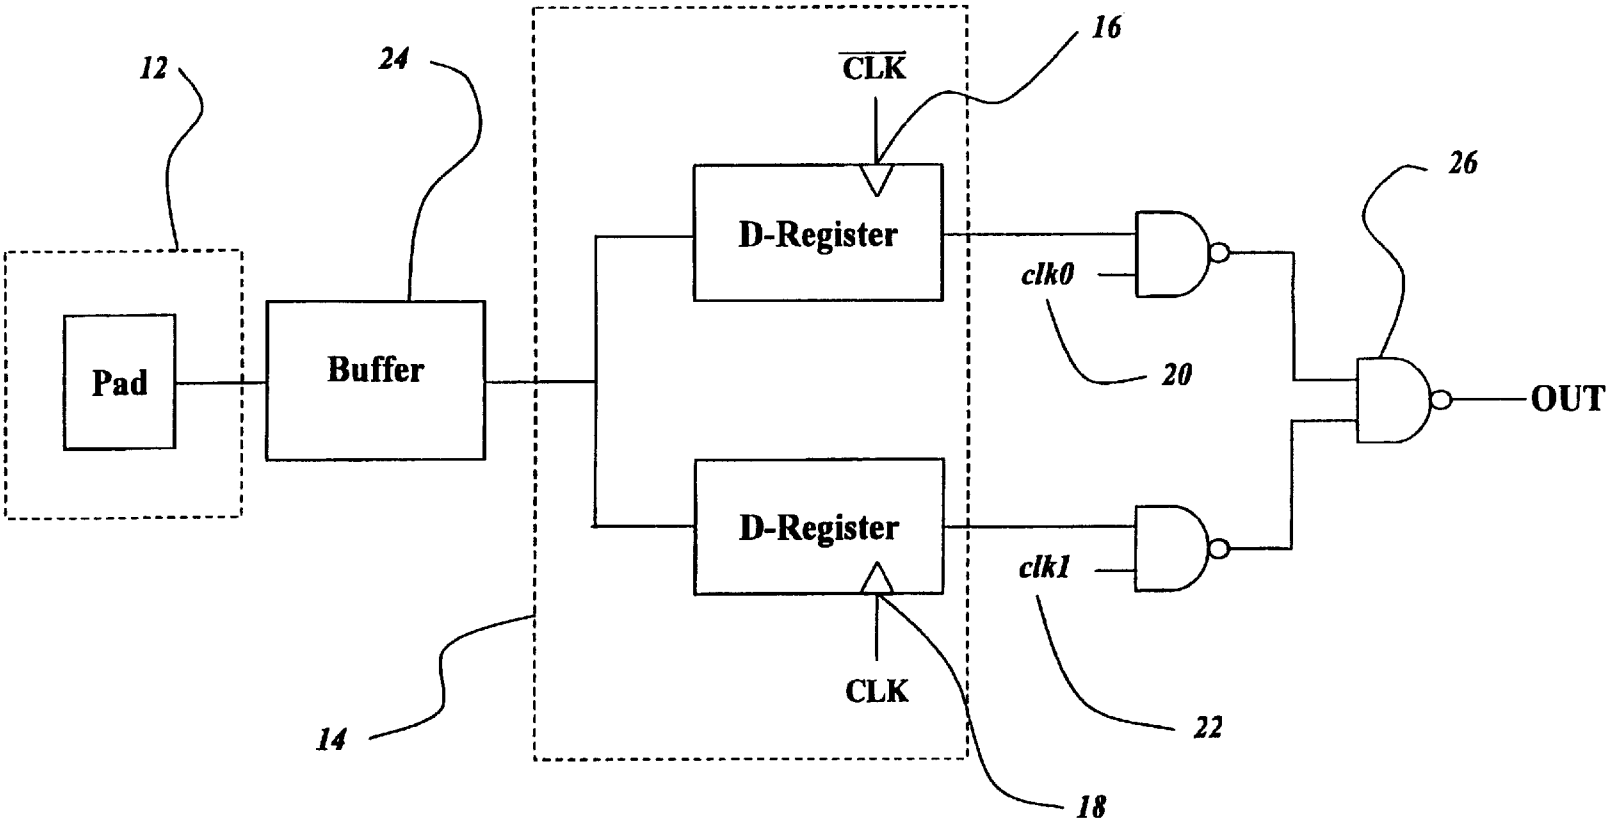 16
24
12
CLK
26
D-Register
clk0
20
Buffer
Pad
OUT
D-Register
clk1
CLK
22
14
18